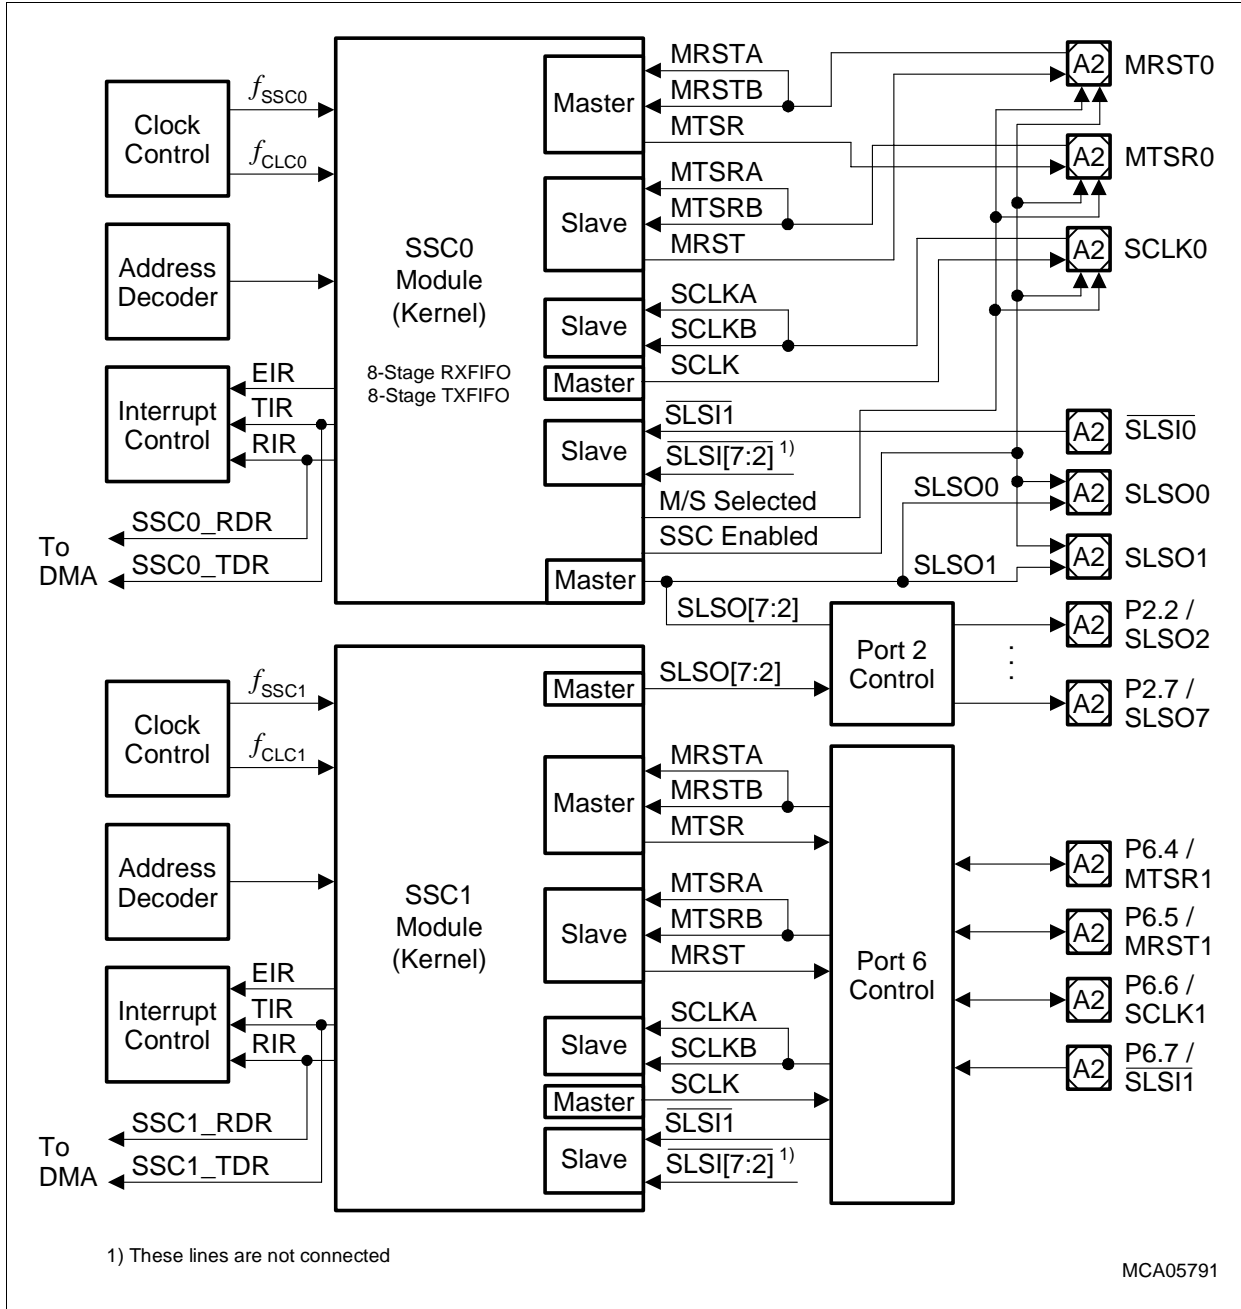 Clock
Control
fSSC0
fCLC0
Address
Decoder
Interrupt
Control
EIR
TIR
RIR
To
DMA
SSC0_RDR
SSC0_TDR
SSC0
Module
(Kernel)
8-Stage RXFIFO
8-Stage TXFIFO
Master
Slave
Slave
Master
Slave
Master
MRSTA
MRSTB
MTSR
MTSRA
MTSRB
MRST
SCLKA
SCLKB
SCLK
SLSI1
SLSI[7:2] 1)
M/S Selected
SSC Enabled
SLSO0
SLSO1
SLSO[7:2]
A2 MRST0
A2 MTSR0
A2 SCLK0
A2 SLSI0
A2 SLSO0
A2 SLSO1
A2 P2.2 /
SLSO2
A2 P2.7 /
SLSO7
Port 2
Control
Clock
Control
fSSC1
fCLC1
Address
Decoder
Interrupt
Control
EIR
TIR
RIR
To
DMA
SSC1_RDR
SSC1_TDR
SSC1
Module
(Kernel)
Master
Master
Slave
Slave
Master
Slave
SLSO[7:2]
MRSTA
MRSTB
MTSR
MTSRA
MTSRB
MRST
SCLKA
SCLKB
SCLK
SLSI1
SLSI[7:2] 1)
Port 6
Control
A2 P6.4 /
MTSR1
A2 P6.5 /
MRST1
A2 P6.6 /
SCLK1
A2 P6.7 /
SLSI1
1) These lines are not connected
MCA05791